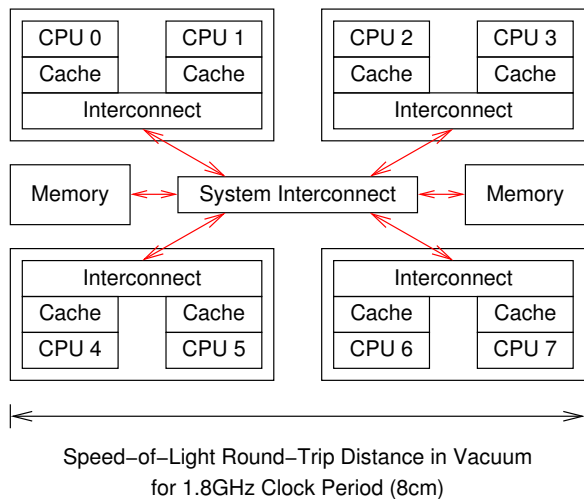 CPU 0 CPU 1 CPU 2 CPU 3
Cache Cache Cache Cache
Interconnect Interconnect
Memory System Interconnect Memory
Interconnect Interconnect
Cache Cache Cache Cache
CPU 4 CPU 5 CPU 6 CPU 7
Speed−of−Light Round−Trip Distance in Vacuum
for 1.8GHz Clock Period (8cm)